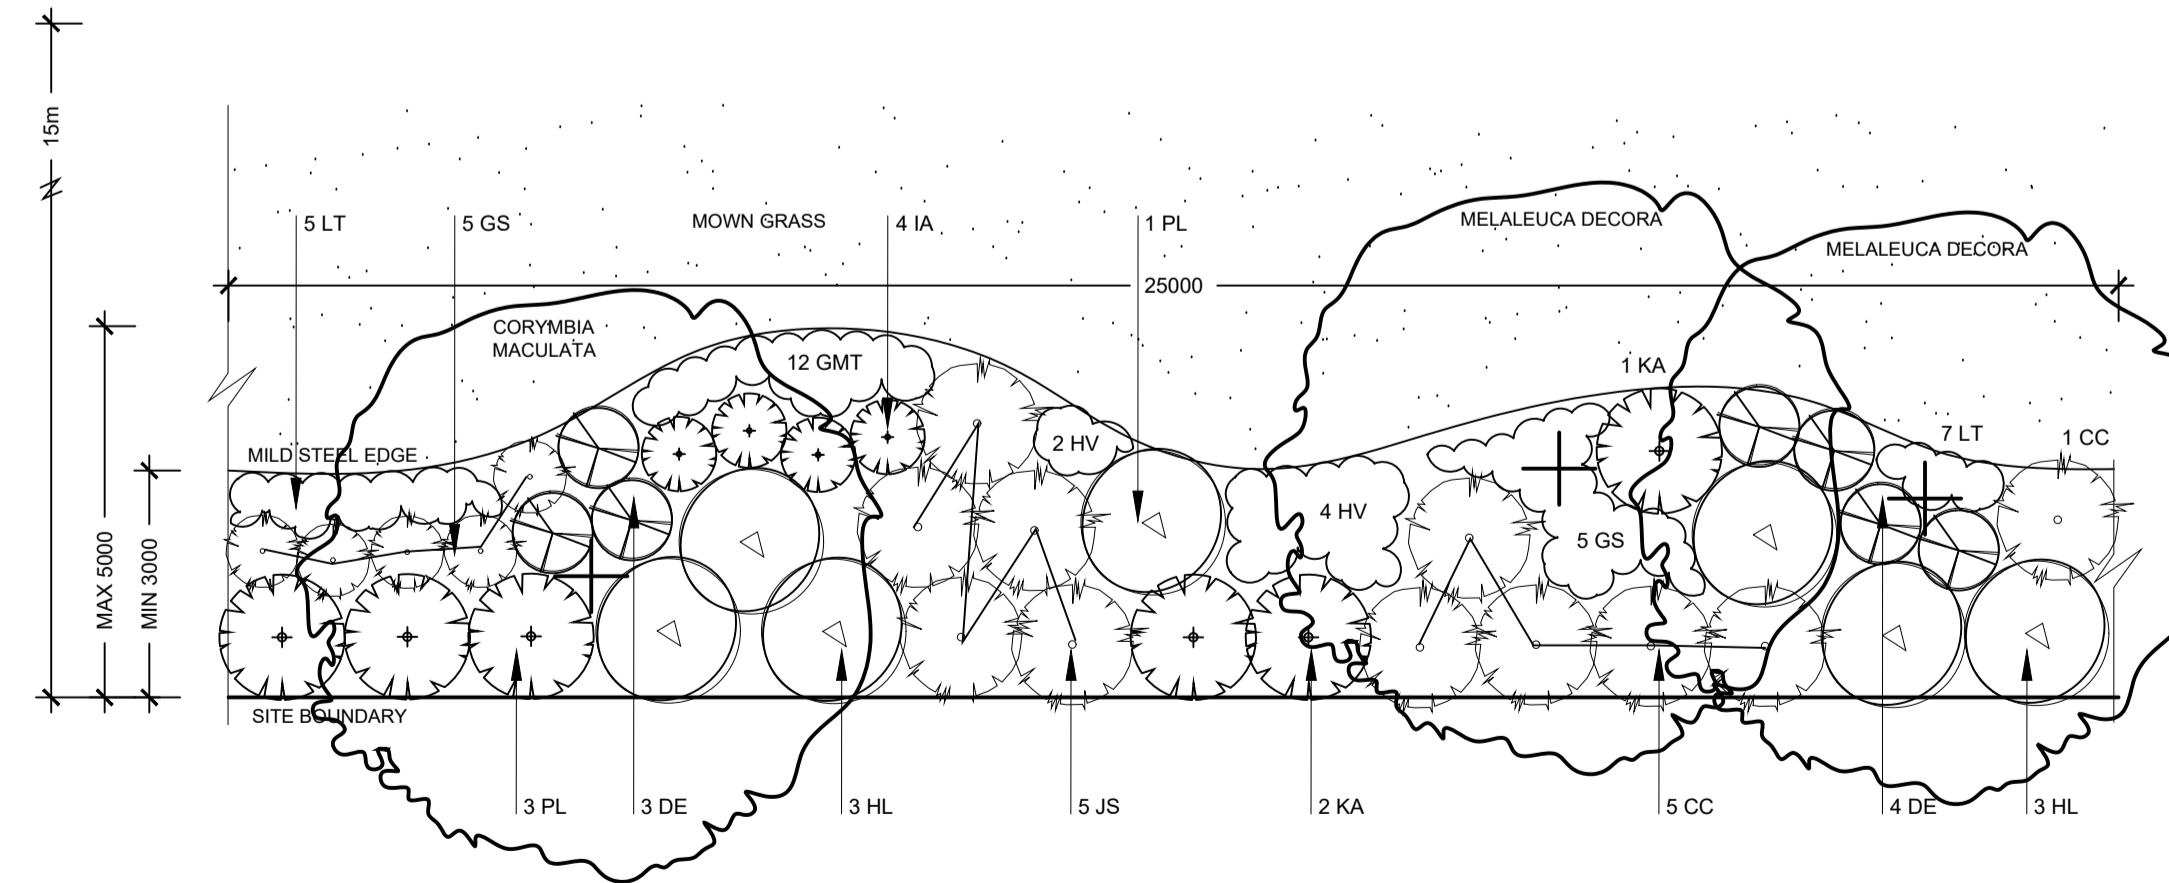 15m
MAX 5000
MIN 3000
5 LT
5 GS
MOWN GRASS
4 IA
1 PL
MELALEUCA DECORA
MELALEUCA DECORA
25000
CORYMBIA
MACULATA
12 GMT
1 KA
MILD STEEL EDGE
2 HV
7 LT
1 CC
4 HV
5 GS
SITE BOUNDARY
3 PL
3 DE
3 HL
5 JS
2 KA
5 CC
4 DE
3 HL